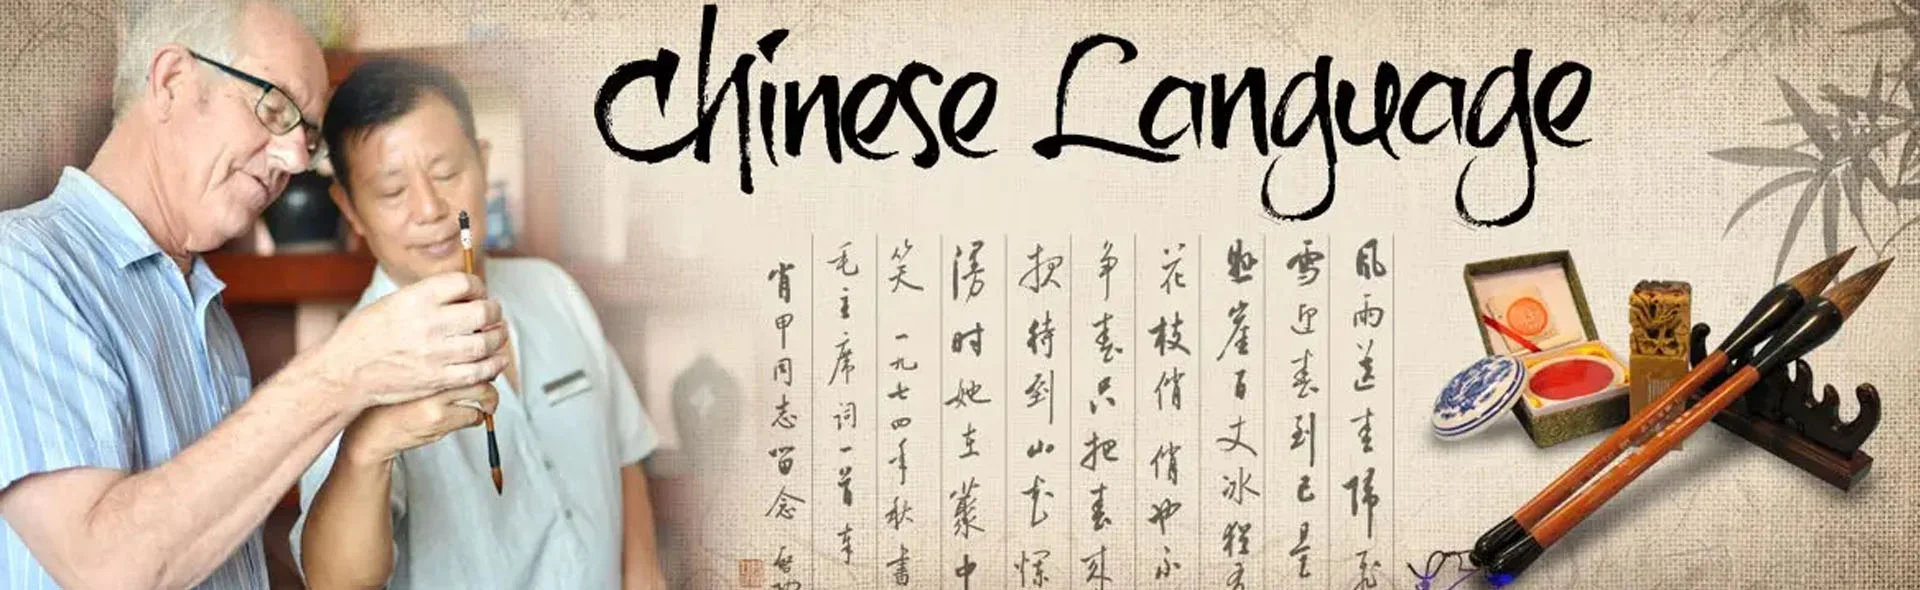 Chinese Language
风雨送春归飞
雪迎春到已是
悬崖百丈冰犹有
花枝俏俏也不
争春只把春来
报待到山花烂
漫时她在丛中
笑 一九七四年秋書
毛主席词一首
肖甲同志留念